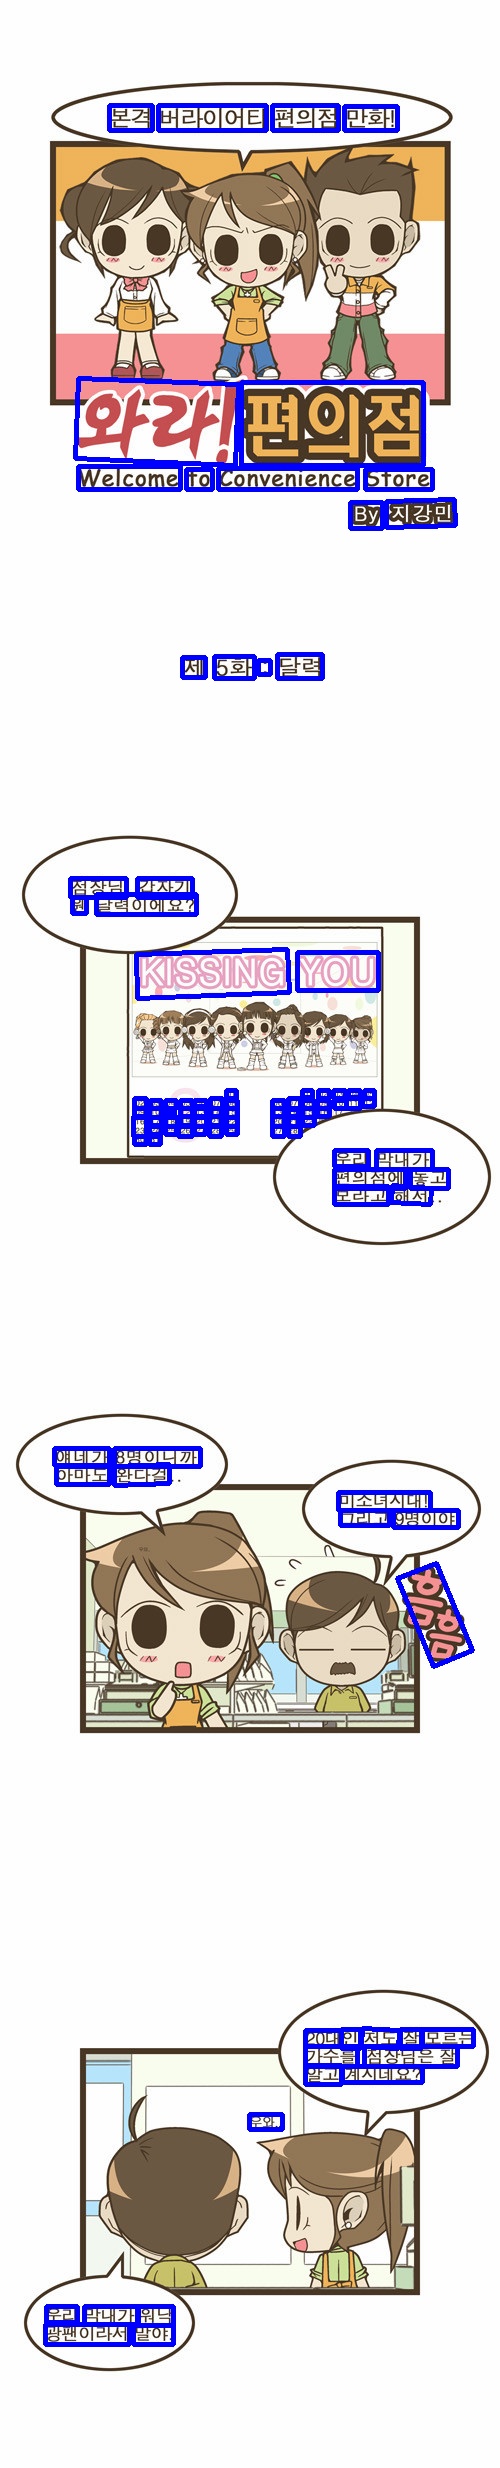 본격 버라이어티 편의점 만화!
와라! 편의점
Welcome to Convenience Store
By 지강민
제 5화. 달력
점장님 갑자기
웬 달력이에요?
KISSING YOU
우리 막내가
편의점에 놓고
오라고 해서..
얘네가 8명이니까
아마도 완다걸..
미소녀시대!
그리고 9명이야
흠흠
20대인 저도 잘 모르는
가수들 점장님은 잘
알고 계시네요?
우와..
우리 막내가 워낙
광팬이라서 말야.